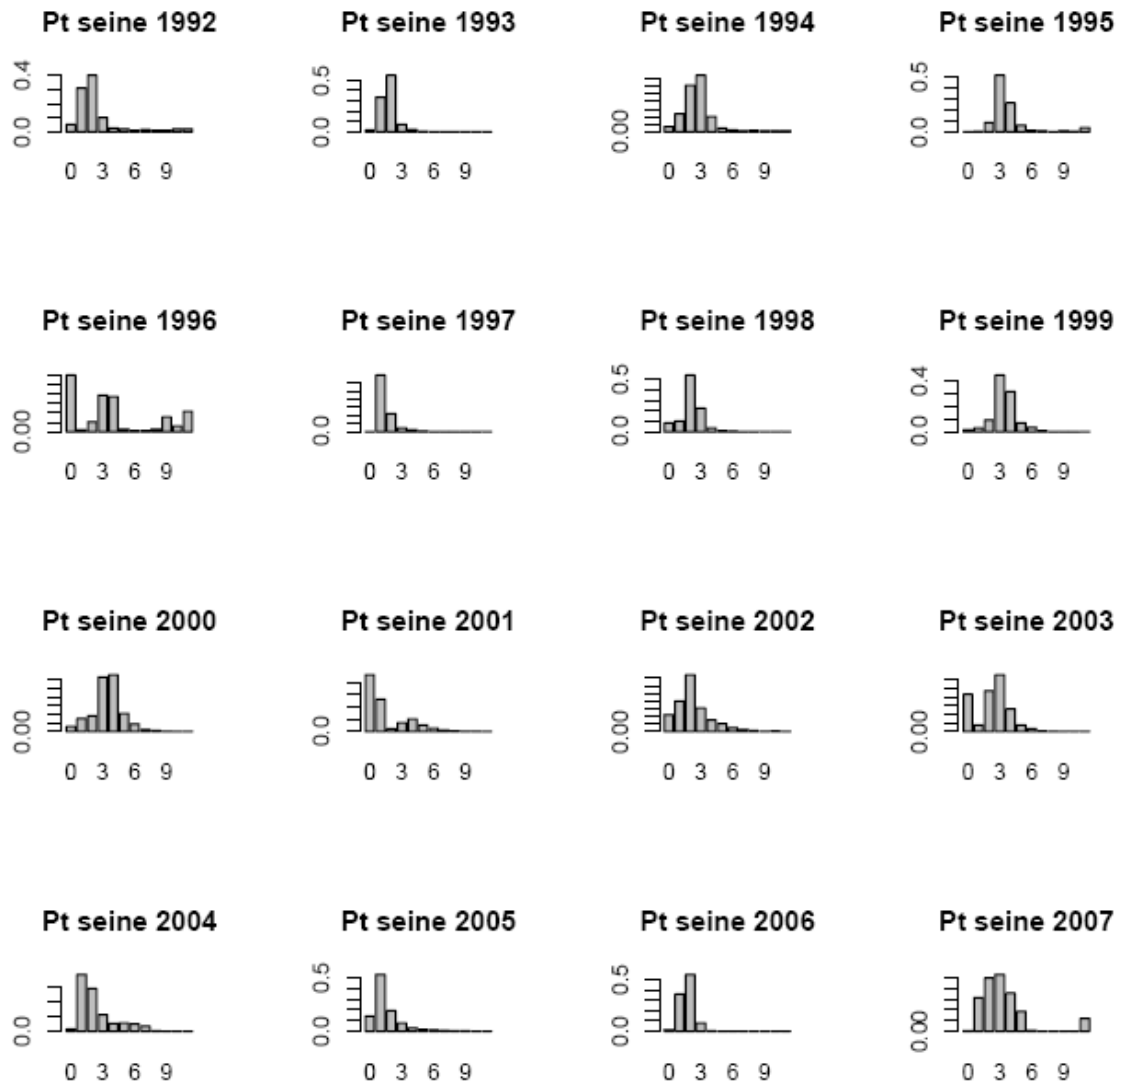 Pt seine 1992 Pt seine 1993 Pt seine 1994 Pt seine 1995
0.4 0.0 0.5 0.0 0.00 0.5 0.0
0 3 6 9 0 3 6 9 0 3 6 9 0 3 6 9
Pt seine 1996 Pt seine 1997 Pt seine 1998 Pt seine 1999
0.00 0.0 0.5 0.0 0.4 0.0
0 3 6 9 0 3 6 9 0 3 6 9 0 3 6 9
Pt seine 2000 Pt seine 2001 Pt seine 2002 Pt seine 2003
0.00 0.0 0.00 0.00
0 3 6 9 0 3 6 9 0 3 6 9 0 3 6 9
Pt seine 2004 Pt seine 2005 Pt seine 2006 Pt seine 2007
0.0 0.5 0.0 0.5 0.0 0.00
0 3 6 9 0 3 6 9 0 3 6 9 0 3 6 9